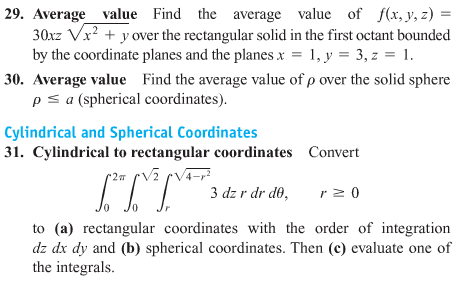 29. Average value Find the average value of f(x, y, z) =
30xz √(x² + y) over the rectangular solid in the first octant bounded
by the coordinate planes and the planes x = 1, y = 3, z = 1.
30. Average value Find the average value of ρ over the solid sphere
ρ ≤ a (spherical coordinates).
Cylindrical and Spherical Coordinates
31. Cylindrical to rectangular coordinates Convert
∫₀^{2π} ∫₀^{√2} ∫ᵣ^{√(4−r²)} 3 dz r dr dθ, r ≥ 0
to (a) rectangular coordinates with the order of integration
dz dx dy and (b) spherical coordinates. Then (c) evaluate one of
the integrals.